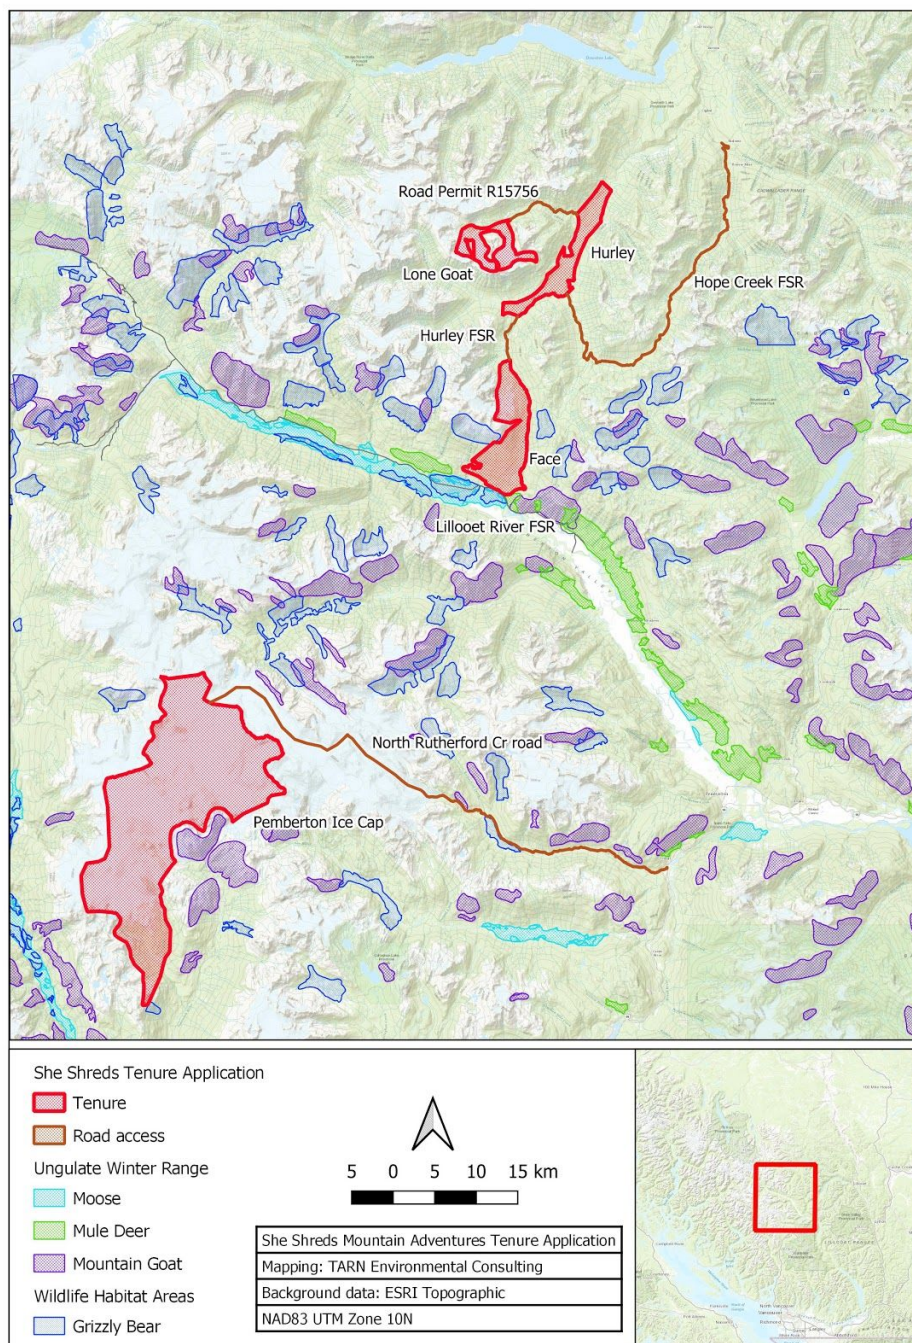 Road Permit R15756
Lone Goat
Hurley
Hope Creek FSR
Hurley FSR
Face
Lillooet River FSR
North Rutherford Cr road
Pemberton Ice Cap
She Shreds Tenure Application
Tenure
Road access
Ungulate Winter Range
Moose
Mule Deer
Mountain Goat
Wildlife Habitat Areas
Grizzly Bear
5 0 5 10 15 km
She Shreds Mountain Adventures Tenure Application
Mapping: TARN Environmental Consulting
Background data: ESRI Topographic
NAD83 UTM Zone 10N